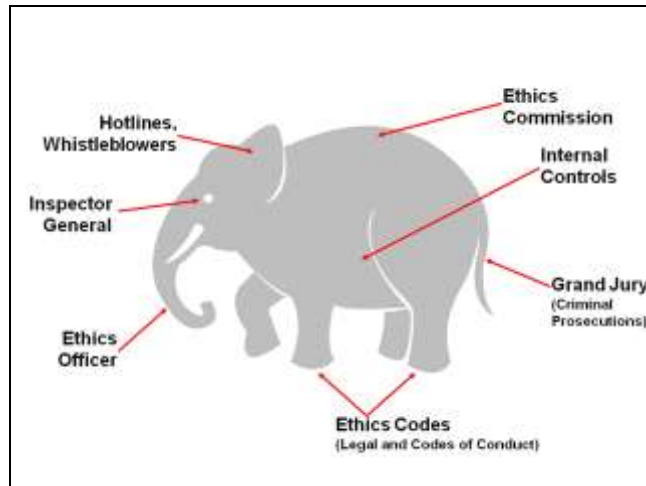 Hotlines,
Whistleblowers
Ethics
Commission
Internal
Controls
Inspector
General
Grand Jury
(Criminal
Prosecutions)
Ethics
Officer
Ethics Codes
(Legal and Codes of Conduct)